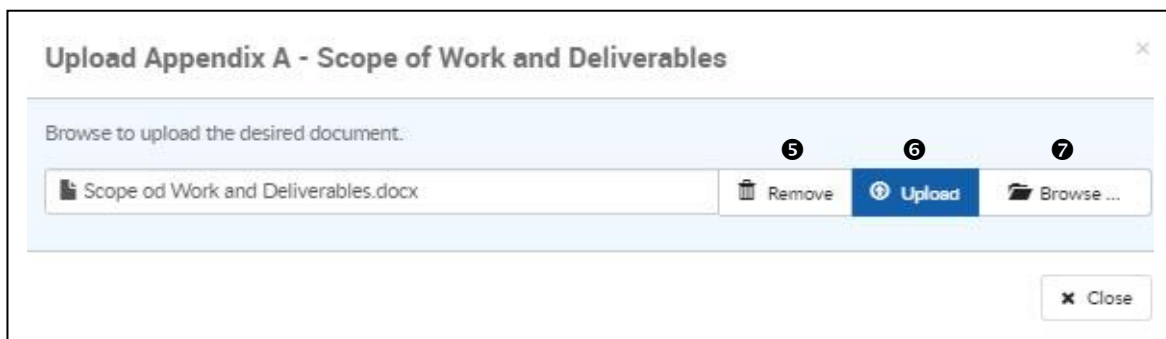 Upload Appendix A - Scope of Work and Deliverables ×
Browse to upload the desired document.
❺ ❻ ❼
Scope od Work and Deliverables.docx Remove Upload Browse ...
✖ Close